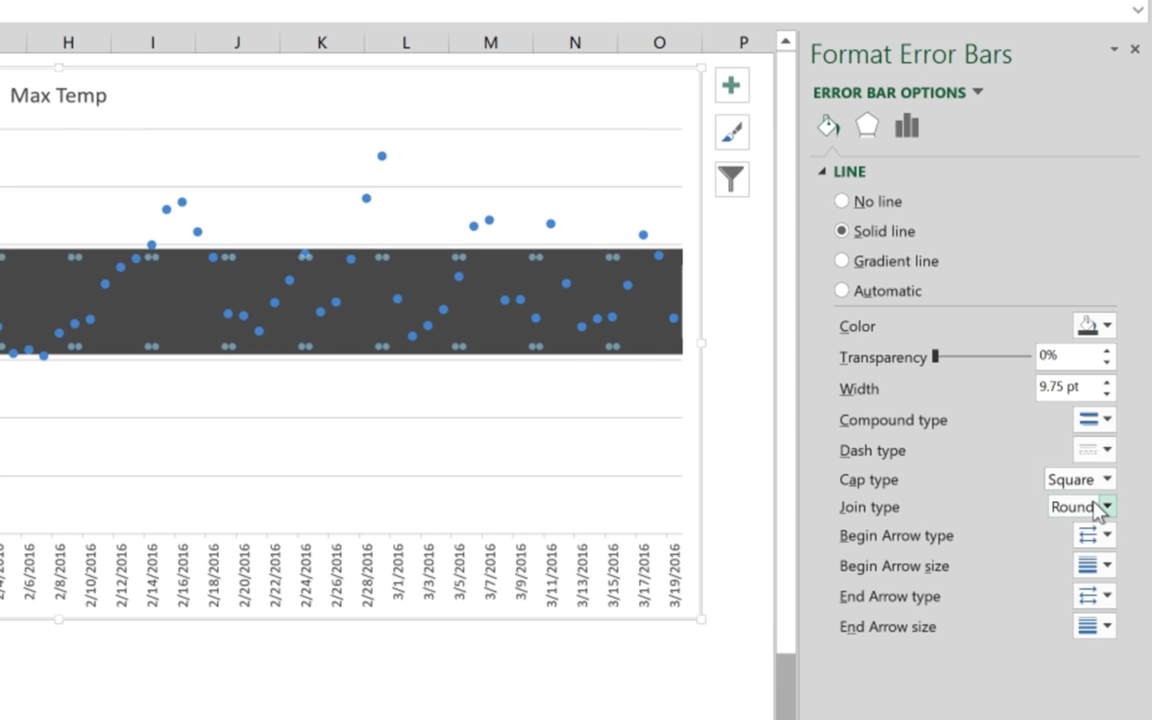 H I J K L M N O P
Max Temp
2/6/2016
2/8/2016
2/10/2016
2/12/2016
2/14/2016
2/16/2016
2/18/2016
2/20/2016
2/22/2016
2/24/2016
2/26/2016
2/28/2016
3/1/2016
3/3/2016
3/5/2016
3/7/2016
3/9/2016
3/11/2016
3/13/2016
3/15/2016
3/17/2016
3/19/2016
Format Error Bars
ERROR BAR OPTIONS
LINE
No line
Solid line
Gradient line
Automatic
Color
Transparency 0%
Width 9.75 pt
Compound type
Dash type
Cap type Square
Join type Round
Begin Arrow type
Begin Arrow size
End Arrow type
End Arrow size